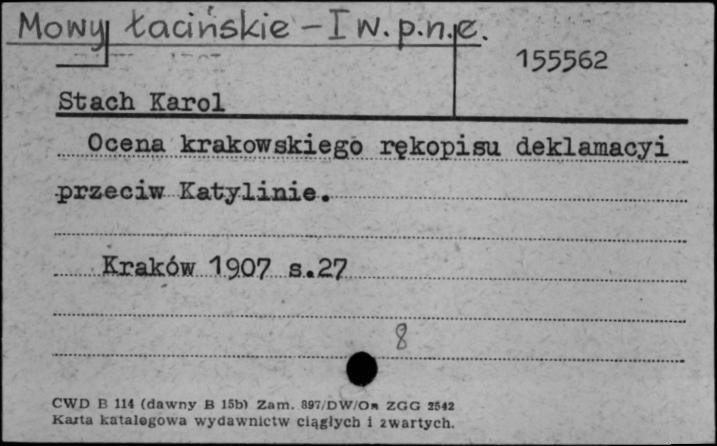 Mowy łacińskie - I w. p.n.e.
155562
Stach Karol
Ocena krakowskiego rękopisu deklamacyi
przeciw Katylinie.
Kraków 1907 s.27
8
CWD B 114 (dawny B 15b) Zam. 897/DW/On ZGG 2542
Karta katalogowa wydawnictw ciągłych i zwartych.